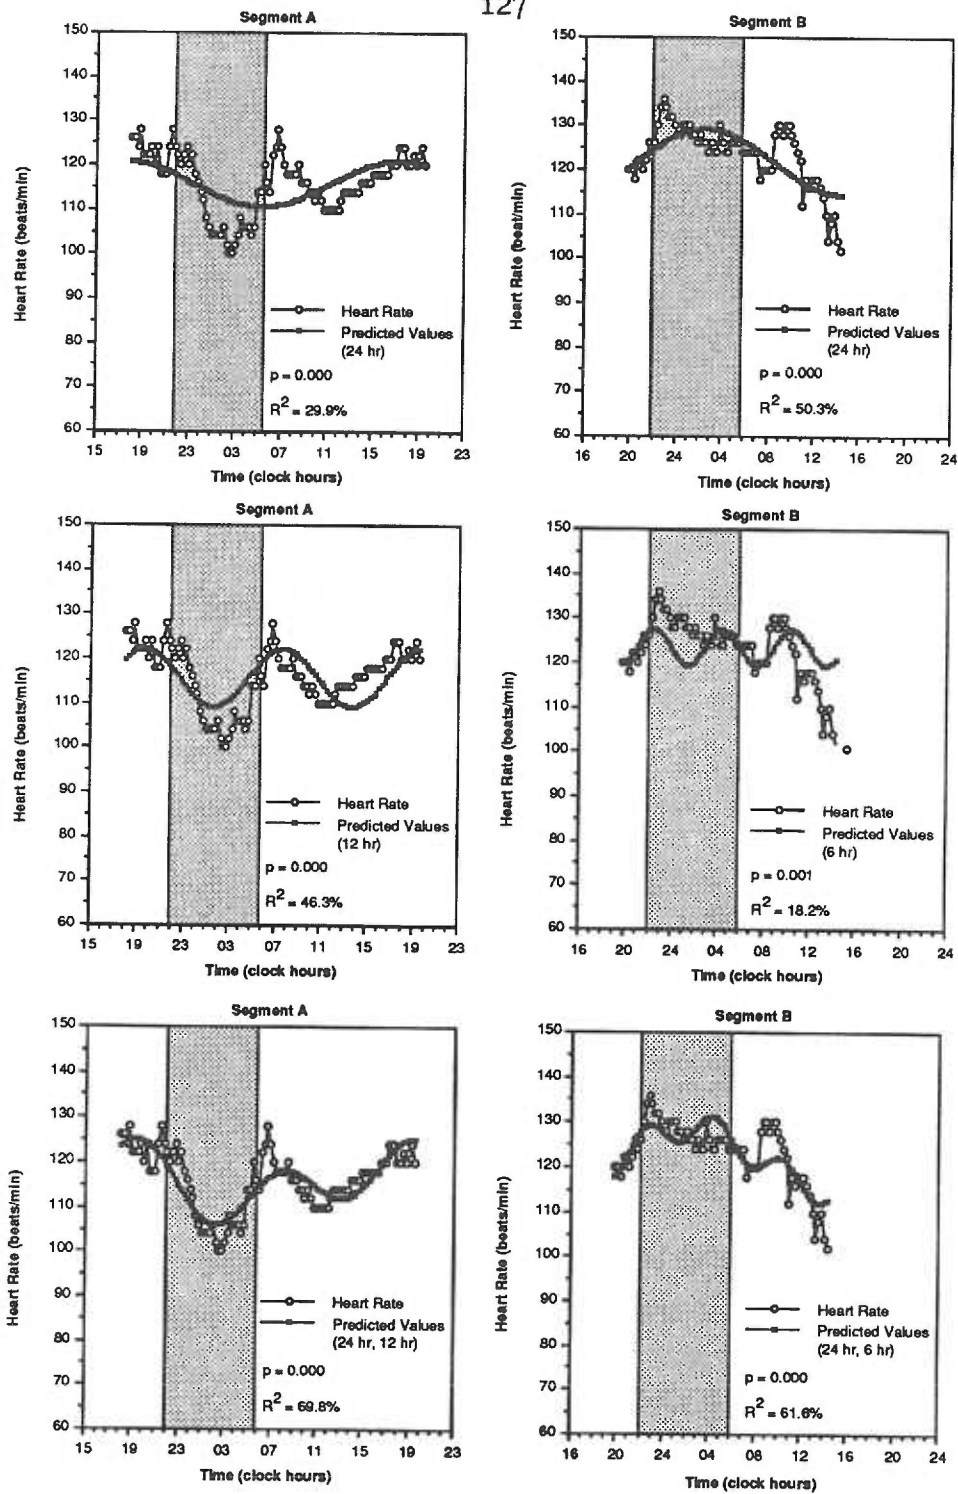 127
Segment A
150
140
130
120
110
100
90
80
70
60
Heart Rate (beats/min)
Heart Rate
Predicted Values
(24 hr)
p = 0.000
R2 = 29.9%
15 19 23 03 07 11 15 19 23
Time (clock hours)
Segment B
150
140
130
120
110
100
90
80
70
60
Heart Rate (beat/min)
Heart Rate
Predicted Values
(24 hr)
p = 0.000
R2 = 50.3%
16 20 24 04 08 12 16 20 24
Time (clock hours)
Segment A
150
140
130
120
110
100
90
80
70
60
Heart Rate (beats/min)
Heart Rate
Predicted Values
(12 hr)
p = 0.000
R2 = 46.3%
15 19 23 03 07 11 15 19 23
Time (clock hours)
Segment B
150
140
130
120
110
100
90
80
70
60
Heart Rate (beats/min)
Heart Rate
Predicted Values
(6 hr)
p = 0.001
R2 = 18.2%
16 20 24 04 08 12 16 20 24
Time (clock hours)
Segment A
150
140
130
120
110
100
90
80
70
60
Heart Rate (beats/min)
Heart Rate
Predicted Values
(24 hr, 12 hr)
p = 0.000
R2 = 69.8%
15 19 23 03 07 11 15 19 23
Time (clock hours)
Segment B
150
140
130
120
110
100
90
80
70
60
Heart Rate (beats/min)
Heart Rate
Predicted Values
(24 hr, 6 hr)
p = 0.000
R2 = 61.6%
16 20 24 04 08 12 16 20 24
Time (clock hours)